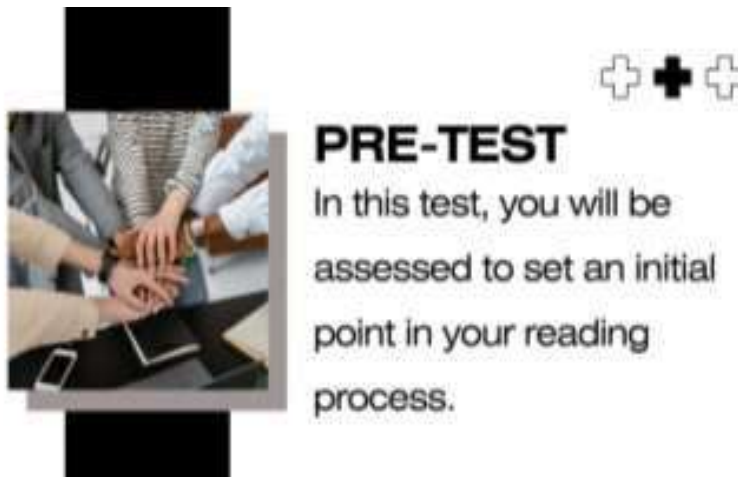 PRE-TEST
In this test, you will be
assessed to set an initial
point in your reading
process.